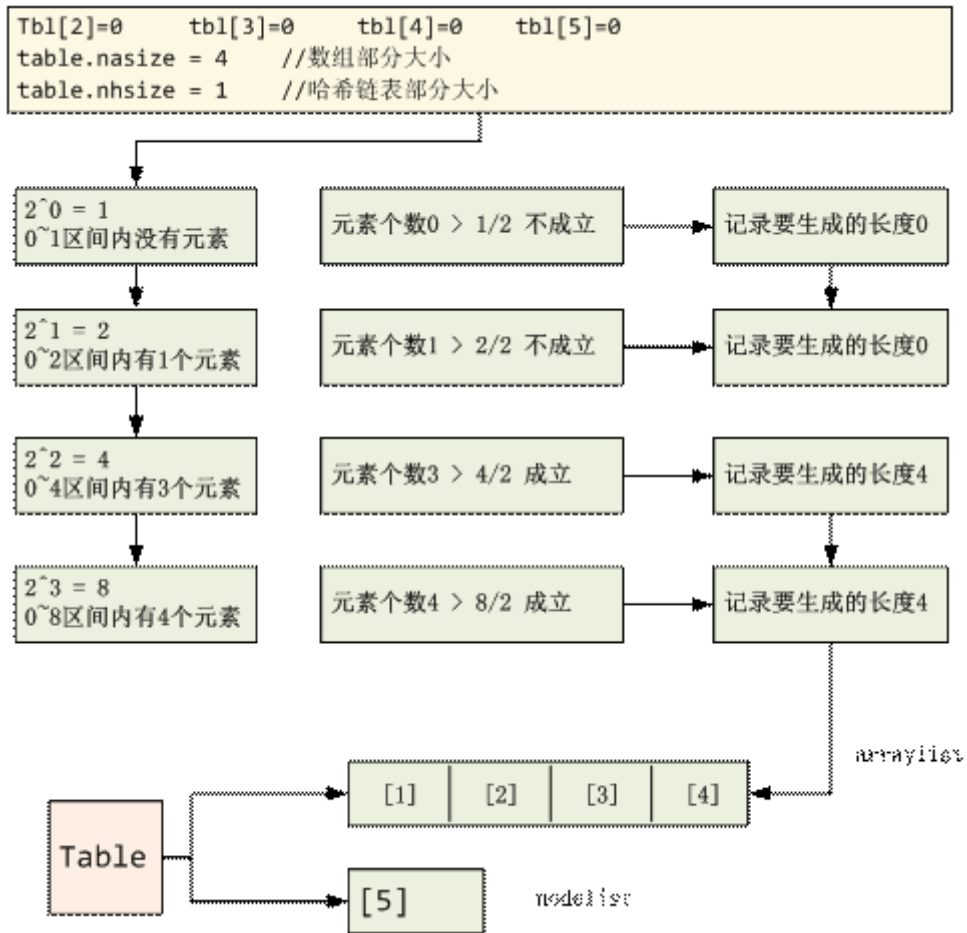 Tbl[2]=0 tbl[3]=0 tbl[4]=0 tbl[5]=0
table.nasize = 4 //数组部分大小
table.nhsize = 1 //哈希链表部分大小
2^0 = 1
0~1区间内没有元素
元素个数0 > 1/2 不成立
记录要生成的长度0
2^1 = 2
0~2区间内有1个元素
元素个数1 > 2/2 不成立
记录要生成的长度0
2^2 = 4
0~4区间内有3个元素
元素个数3 > 4/2 成立
记录要生成的长度4
2^3 = 8
0~8区间内有4个元素
元素个数4 > 8/2 成立
记录要生成的长度4
arraylist
[1] [2] [3] [4]
Table
[5]